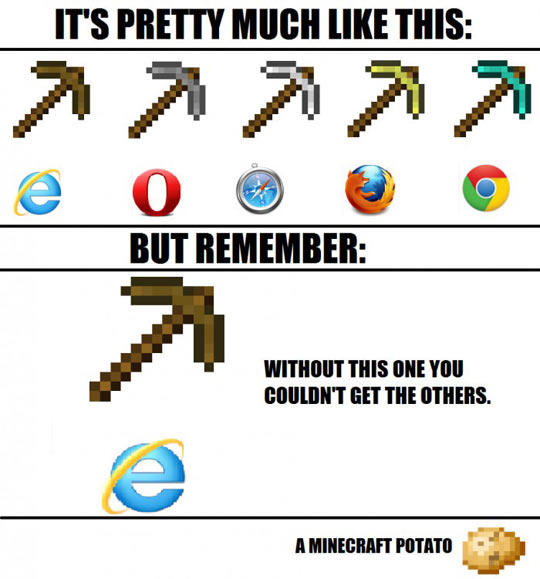 IT'S PRETTY MUCH LIKE THIS:
BUT REMEMBER:
WITHOUT THIS ONE YOU
COULDN'T GET THE OTHERS.
A MINECRAFT POTATO